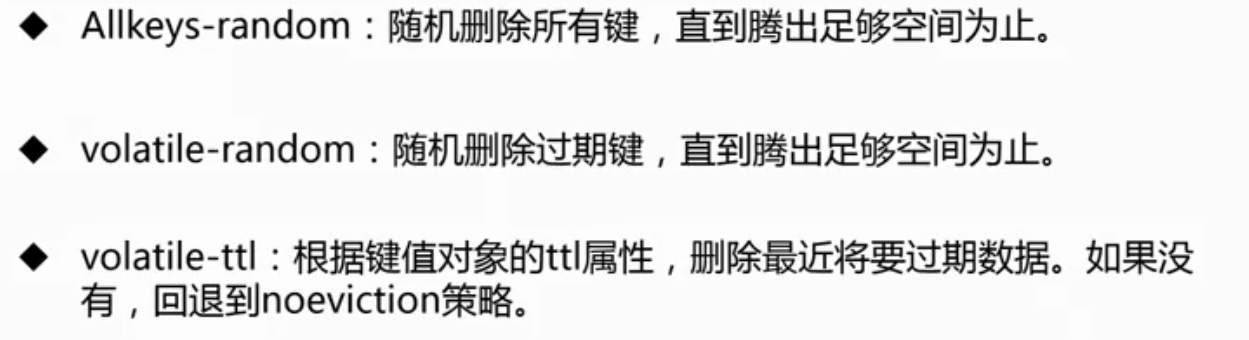 ◆ Allkeys-random：随机删除所有键，直到腾出足够空间为止。
◆ volatile-random：随机删除过期键，直到腾出足够空间为止。
◆ volatile-ttl：根据键值对象的ttl属性，删除最近将要过期数据。如果没
有，回退到noeviction策略。